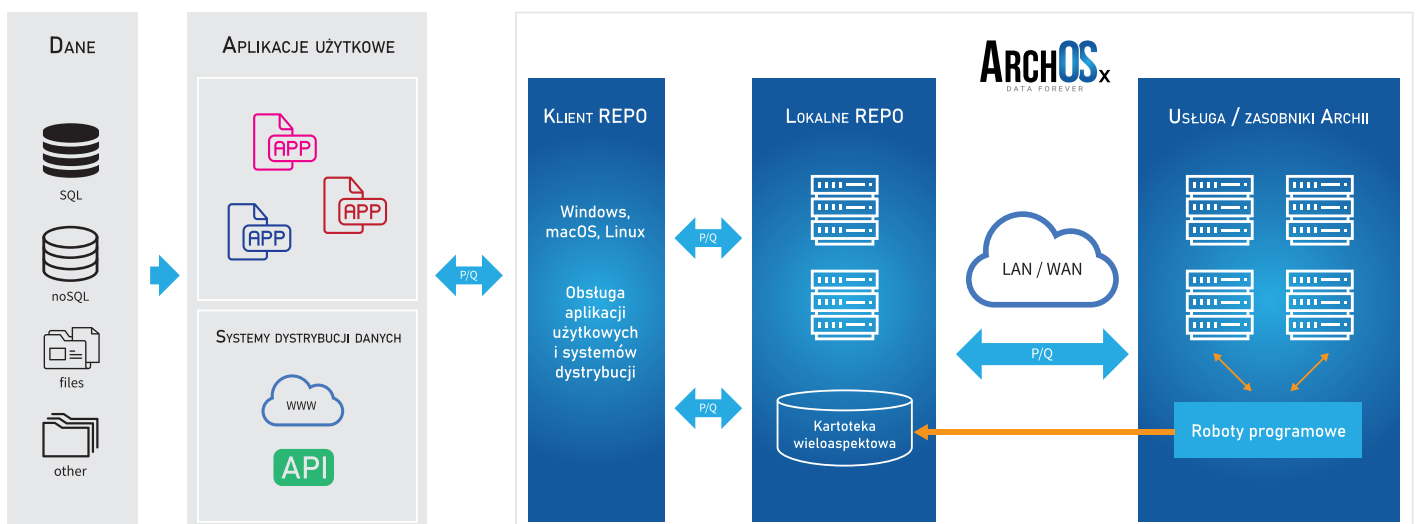 DANE
SQL
noSQL
files
other
APLIKACJE UŻYTKOWE
APP
APP
APP
SYSTEMY DYSTRYBUCJI DANYCH
WWW
API
P/Q
ARCHOSx
DATA FOREVER
KLIENT REPO
Windows,
macOS, Linux
Obsługa
aplikacji
użytkowych
i systemów
dystrybucji
P/Q
P/Q
LOKALNE REPO
Kartoteka
wieloaspektowa
LAN / WAN
P/Q
USŁUGA / ZASOBNIKI ARCHII
Roboty programowe